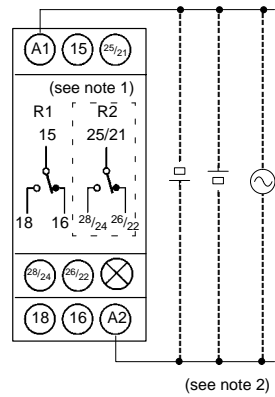 A1 15 25/21
(see note 1)
R1 R2
15 25/21
18 16 28/24 26/22
28/24 26/22
18 16 A2
(see note 2)